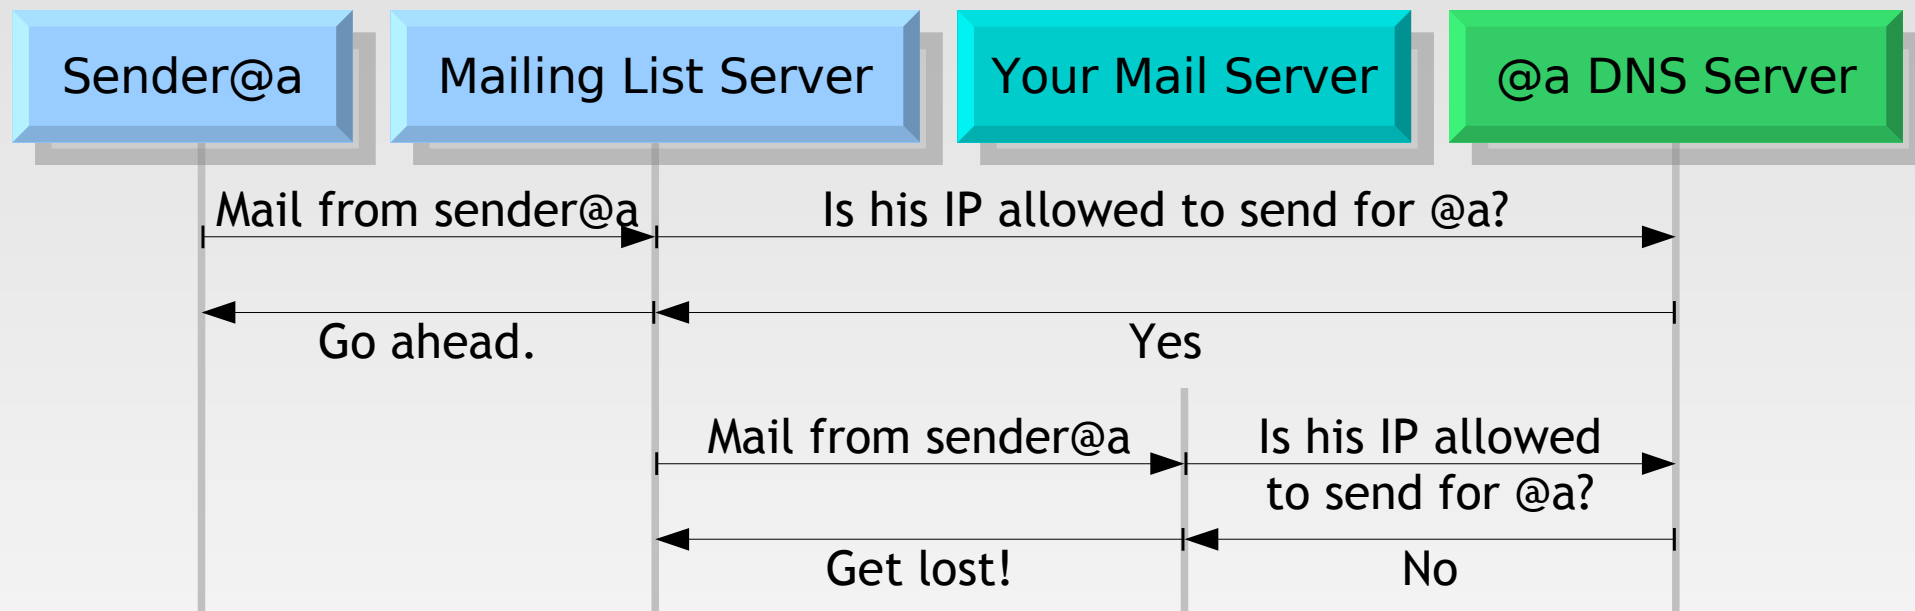 Sender@a
Mailing List Server
Your Mail Server
@a DNS Server
Mail from sender@a
Is his IP allowed to send for @a?
Go ahead.
Yes
Mail from sender@a
Is his IP allowed
to send for @a?
Get lost!
No